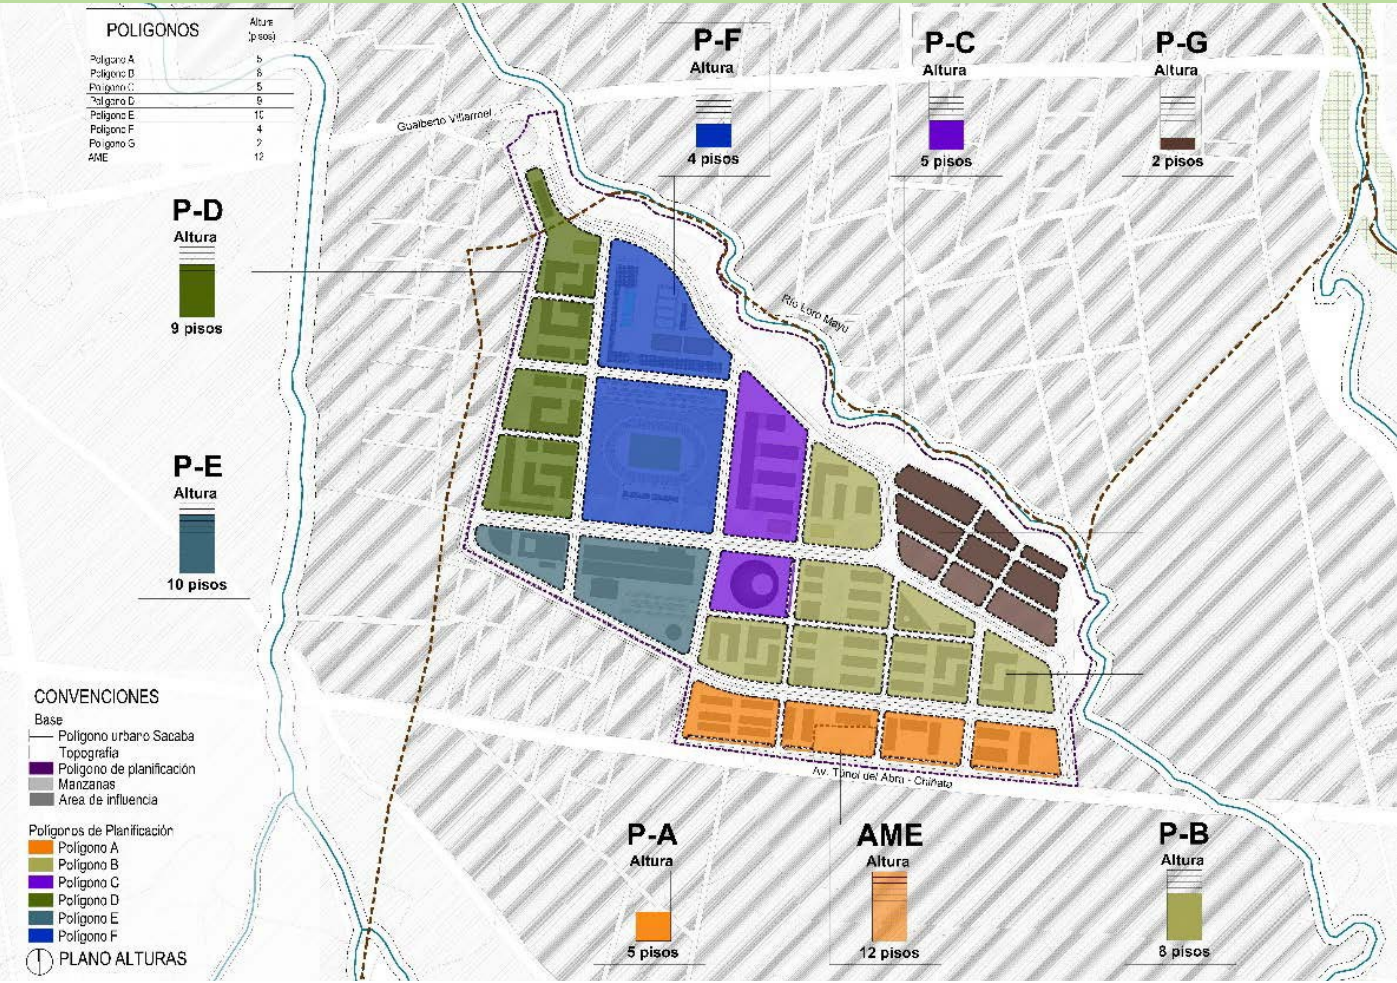 POLIGONOS Altura
(pisos)
Poligono A 5
Poligono B 8
Poligono C 5
Poligono D 9
Poligono E 10
Poligono F 4
Poligono G 2
AME 12
P-F
Altura
4 pisos
P-C
Altura
5 pisos
P-G
Altura
2 pisos
Gualberto Villarroel
P-D
Altura
9 pisos
Río Loro Mayu
P-E
Altura
10 pisos
CONVENCIONES
Base
Polígono urbano Sacaba
Topografía
Polígono de planificación
Manzanas
Area de influencia
Polígonos de Planificación
Polígono A
Polígono B
Polígono C
Polígono D
Polígono E
Polígono F
PLANO ALTURAS
Av. Túnel del Abra - Chiñata
P-A
Altura
5 pisos
AME
Altura
12 pisos
P-B
Altura
8 pisos